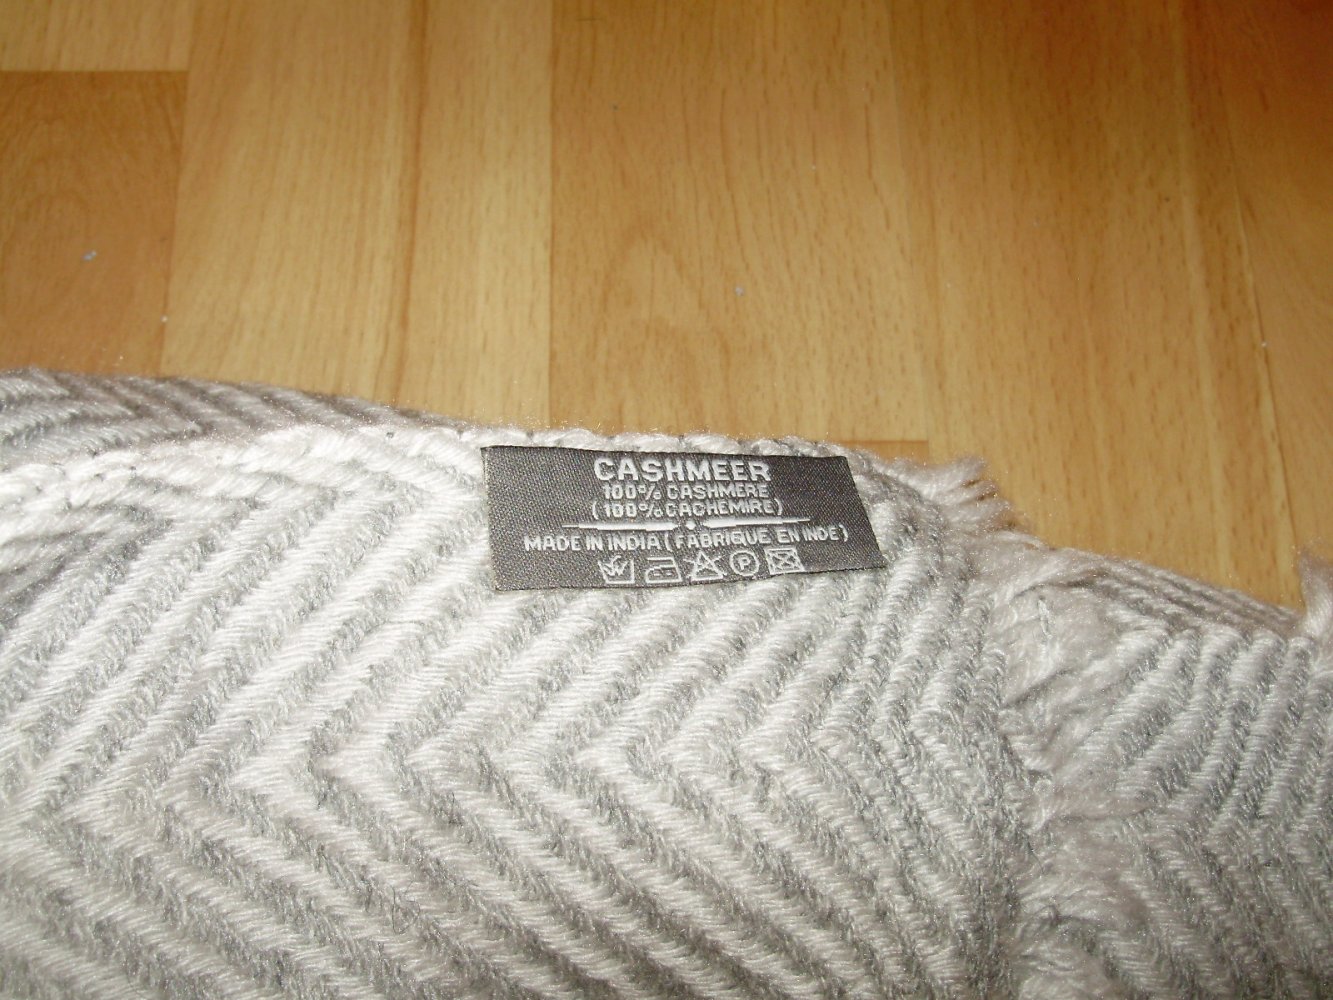 CASHMEER
100% CASHMERE
(100% CACHEMIRE)
MADE IN INDIA (FABRIQUE EN INDE)
W P